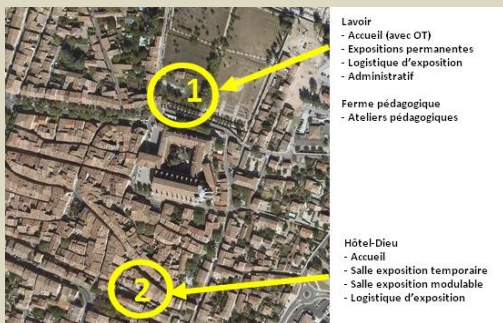 Lavoir
- Accueil (avec OT)
- Expositions permanentes
- Logistique d'exposition
- Administratif
Ferme pédagogique
- Ateliers pédagogiques
1
Hôtel-Dieu
- Accueil
- Salle exposition temporaire
- Salle exposition modulable
- Logistique d'exposition
2